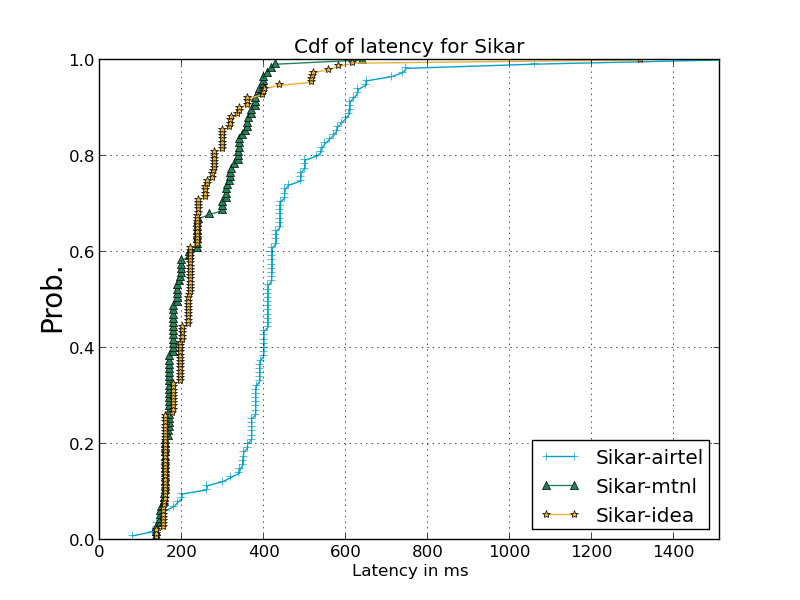 Cdf of latency for Sikar
1.0
0.8
0.6
0.4
0.2
0.0
Prob.
0 200 400 600 800 1000 1200 1400
Latency in ms
Sikar-airtel
Sikar-mtnl
Sikar-idea